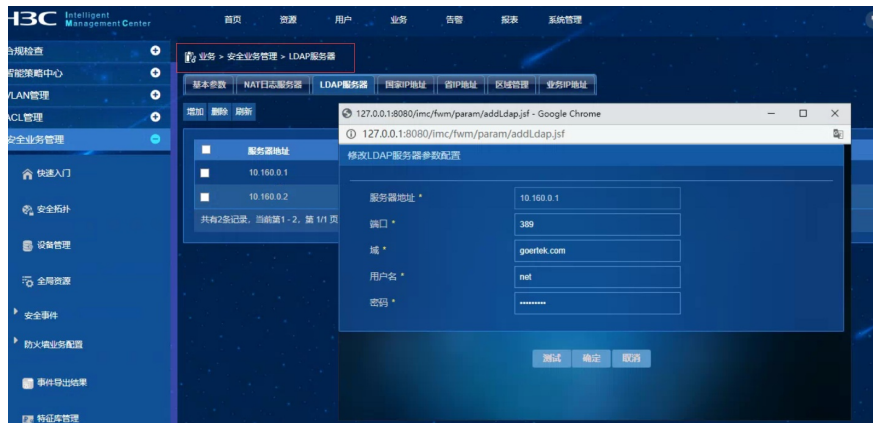 H3C Intelligent Management Center
首页 资源 用户 业务 告警 报表 系统管理
合规检查
智能策略中心
VLAN管理
ACL管理
安全业务管理
快速入门
安全拓扑
设备管理
全局资源
安全事件
防火墙业务配置
事件导出结果
特征库管理
业务 > 安全业务管理 > LDAP服务器
基本参数 NAT日志服务器 LDAP服务器 国家IP地址 省IP地址 区域管理 业务IP地址
增加 删除 刷新
服务器地址
10.160.0.1
10.160.0.2
共有2条记录，当前第1 - 2，第 1/1 页
127.0.0.1:8080/imc/fwm/param/addLdap.jsf - Google Chrome
127.0.0.1:8080/imc/fwm/param/addLdap.jsf
修改LDAP服务器参数配置
服务器地址 * 10.160.0.1
端口 * 389
域 * goertek.com
用户名 * net
密码 * •••••••••
测试 确定 取消